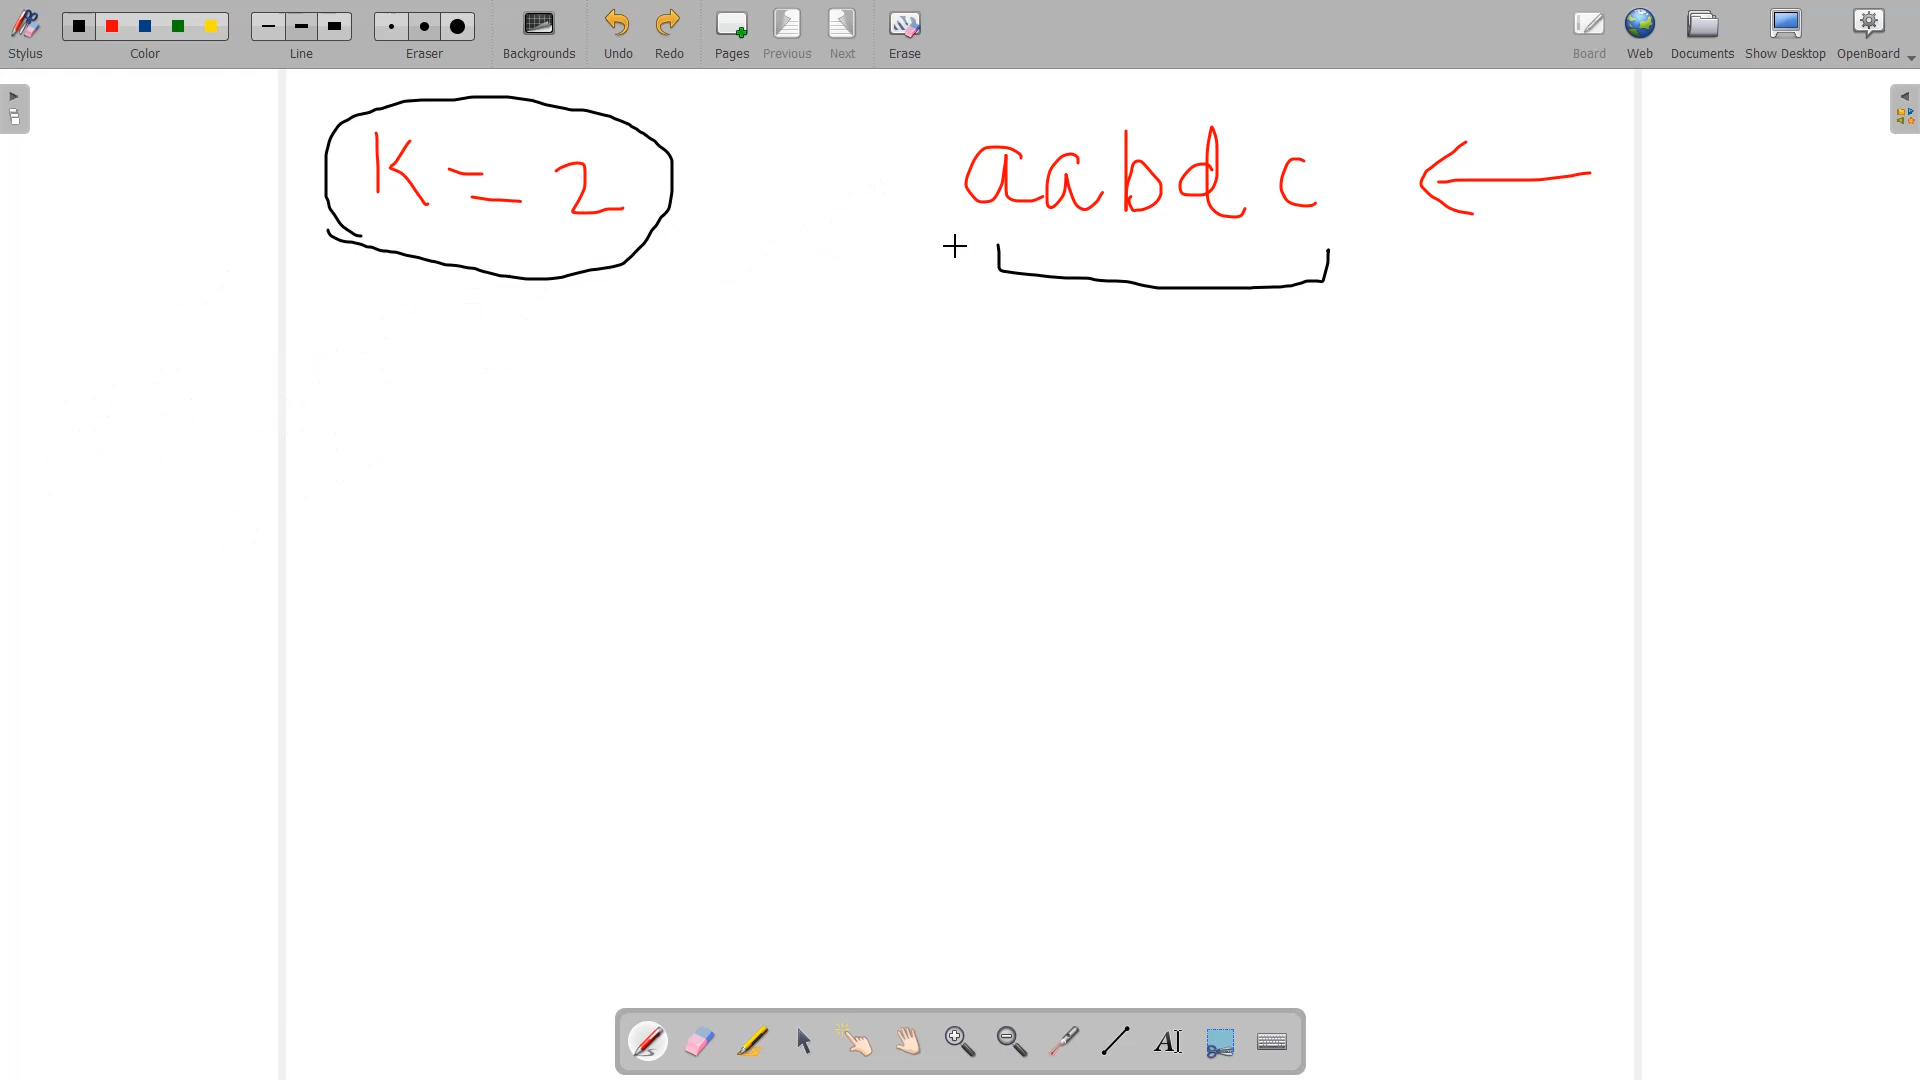 Stylus Color Line Eraser Backgrounds Undo Redo Pages Previous Next Erase Board Web Documents Show Desktop OpenBoard
K = 2
aabdc ←